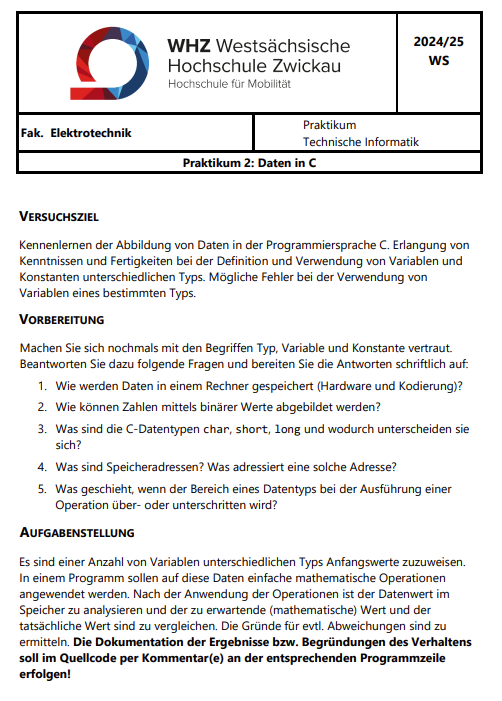 WHZ Westsächsische
Hochschule Zwickau
Hochschule für Mobilität
2024/25
WS
Fak. Elektrotechnik
Praktikum
Technische Informatik
Praktikum 2: Daten in C
VERSUCHSZIEL
Kennenlernen der Abbildung von Daten in der Programmiersprache C. Erlangung von
Kenntnissen und Fertigkeiten bei der Definition und Verwendung von Variablen und
Konstanten unterschiedlichen Typs. Mögliche Fehler bei der Verwendung von
Variablen eines bestimmten Typs.
VORBEREITUNG
Machen Sie sich nochmals mit den Begriffen Typ, Variable und Konstante vertraut.
Beantworten Sie dazu folgende Fragen und bereiten Sie die Antworten schriftlich auf:
1. Wie werden Daten in einem Rechner gespeichert (Hardware und Kodierung)?
2. Wie können Zahlen mittels binärer Werte abgebildet werden?
3. Was sind die C-Datentypen char, short, long und wodurch unterscheiden sie
sich?
4. Was sind Speicheradressen? Was adressiert eine solche Adresse?
5. Was geschieht, wenn der Bereich eines Datentyps bei der Ausführung einer
Operation über- oder unterschritten wird?
AUFGABENSTELLUNG
Es sind einer Anzahl von Variablen unterschiedlichen Typs Anfangswerte zuzuweisen.
In einem Programm sollen auf diese Daten einfache mathematische Operationen
angewendet werden. Nach der Anwendung der Operationen ist der Datenwert im
Speicher zu analysieren und der zu erwartende (mathematische) Wert und der
tatsächliche Wert sind zu vergleichen. Die Gründe für evtl. Abweichungen sind zu
ermitteln. Die Dokumentation der Ergebnisse bzw. Begründungen des Verhaltens
soll im Quellcode per Kommentar(e) an der entsprechenden Programmzeile
erfolgen!